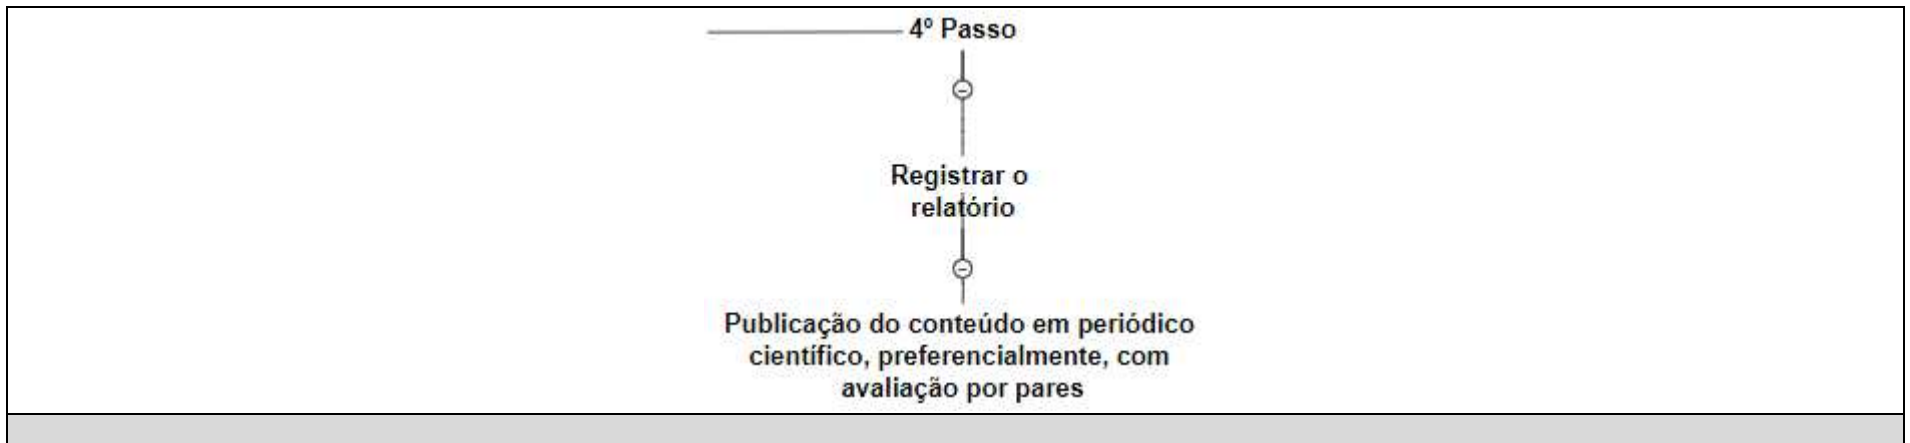 4º Passo
Registrar o
relatório
Publicação do conteúdo em periódico
científico, preferencialmente, com
avaliação por pares